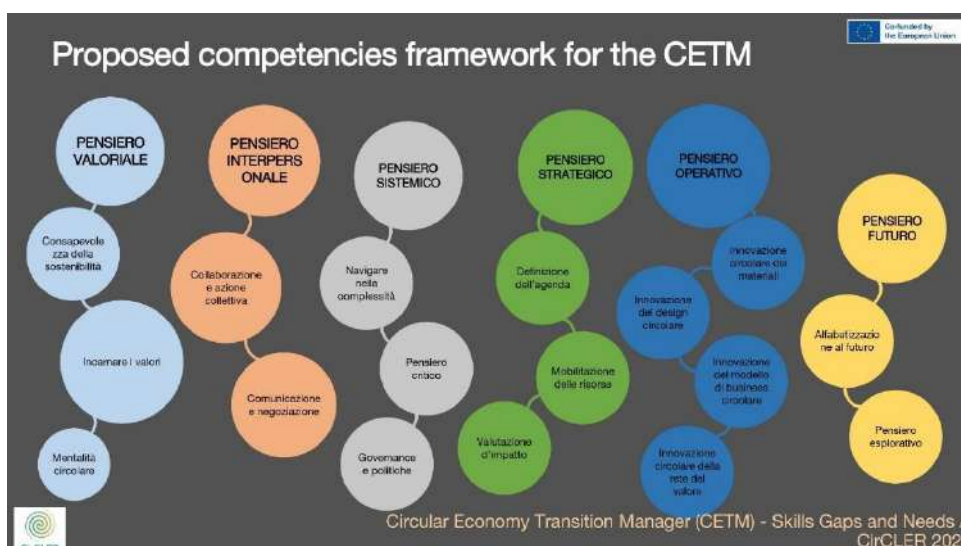 Proposed competencies framework for the CETM
Co-funded by
the European Union
PENSIERO
VALORIALE
Consapevole
zza della
sostenibilità
Incarnare i valori
Mentalità
circolare
PENSIERO
INTERPERS
ONALE
Collaborazione
e azione
collettiva
Comunicazione
e negoziazione
PENSIERO
SISTEMICO
Navigare
nella
complessità
Pensiero
critico
Governance
e politiche
PENSIERO
STRATEGICO
Definizione
dell'agenda
Mobilitazione
delle risorse
Valutazione
d'impatto
PENSIERO
OPERATIVO
Innovazione
circolare dei
materiali
Innovazione
del design
circolare
Innovazione
del modello
di business
circolare
Innovazione
circolare della
rete del
valore
PENSIERO
FUTURO
Alfabetizzazio
ne al futuro
Pensiero
esplorativo
Circular Economy Transition Manager (CETM) - Skills Gaps and Needs
CirCLER 202